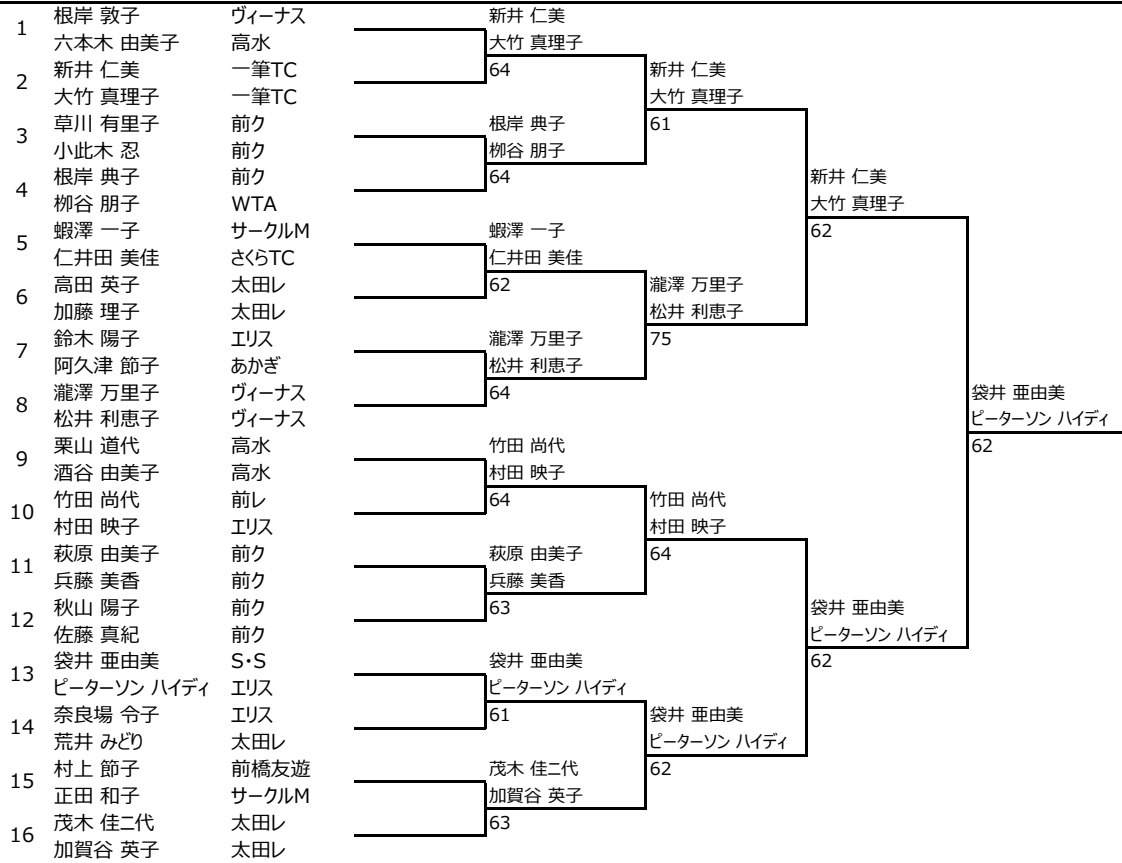 1
根岸 敦子 ヴィーナス
六本木 由美子 高水
2
新井 仁美 一筆TC
大竹 真理子 一筆TC
3
草川 有里子 前ク
小此木 忍 前ク
4
根岸 典子 前ク
栁谷 朋子 WTA
5
蝦澤 一子 サークルM
仁井田 美佳 さくらTC
6
高田 英子 太田レ
加藤 理子 太田レ
7
鈴木 陽子 エリス
阿久津 節子 あかぎ
8
瀧澤 万里子 ヴィーナス
松井 利恵子 ヴィーナス
9
栗山 道代 高水
酒谷 由美子 高水
10
竹田 尚代 前レ
村田 映子 エリス
11
萩原 由美子 前ク
兵藤 美香 前ク
12
秋山 陽子 前ク
佐藤 真紀 前ク
13
袋井 亜由美 S・S
ピーターソン ハイディ エリス
14
奈良場 令子 エリス
荒井 みどり 太田レ
15
村上 節子 前橋友遊
正田 和子 サークルM
16
茂木 佳二代 太田レ
加賀谷 英子 太田レ
新井 仁美
大竹 真理子
64
根岸 典子
栁谷 朋子
64
蝦澤 一子
仁井田 美佳
62
瀧澤 万里子
松井 利恵子
64
竹田 尚代
村田 映子
64
萩原 由美子
兵藤 美香
63
袋井 亜由美
ピーターソン ハイディ
61
茂木 佳二代
加賀谷 英子
63
新井 仁美
大竹 真理子
61
瀧澤 万里子
松井 利恵子
75
竹田 尚代
村田 映子
64
袋井 亜由美
ピーターソン ハイディ
62
新井 仁美
大竹 真理子
62
袋井 亜由美
ピーターソン ハイディ
62
袋井 亜由美
ピーターソン ハイディ
62